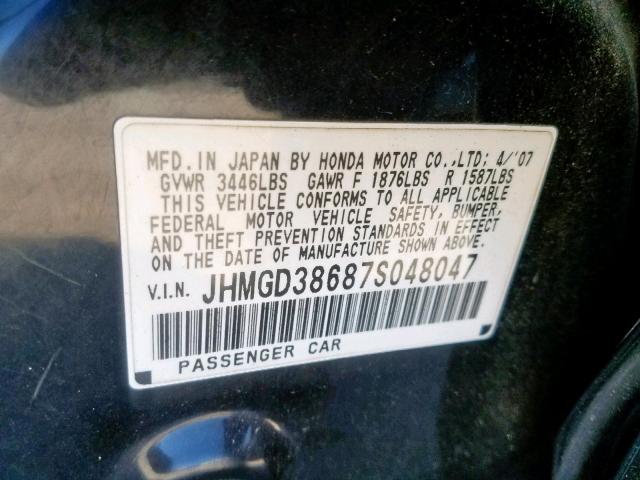 MFD. IN JAPAN BY HONDA MOTOR CO., LTD; 4/'07
GVWR 3446LBS GAWR F 1876LBS R 1587LBS
THIS VEHICLE CONFORMS TO ALL APPLICABLE
FEDERAL MOTOR VEHICLE SAFETY, BUMPER,
AND THEFT PREVENTION STANDARDS IN EFFECT
ON THE DATE OF MANUFACTURE SHOWN ABOVE.
V.I.N. JHMGD38687S048047
PASSENGER CAR